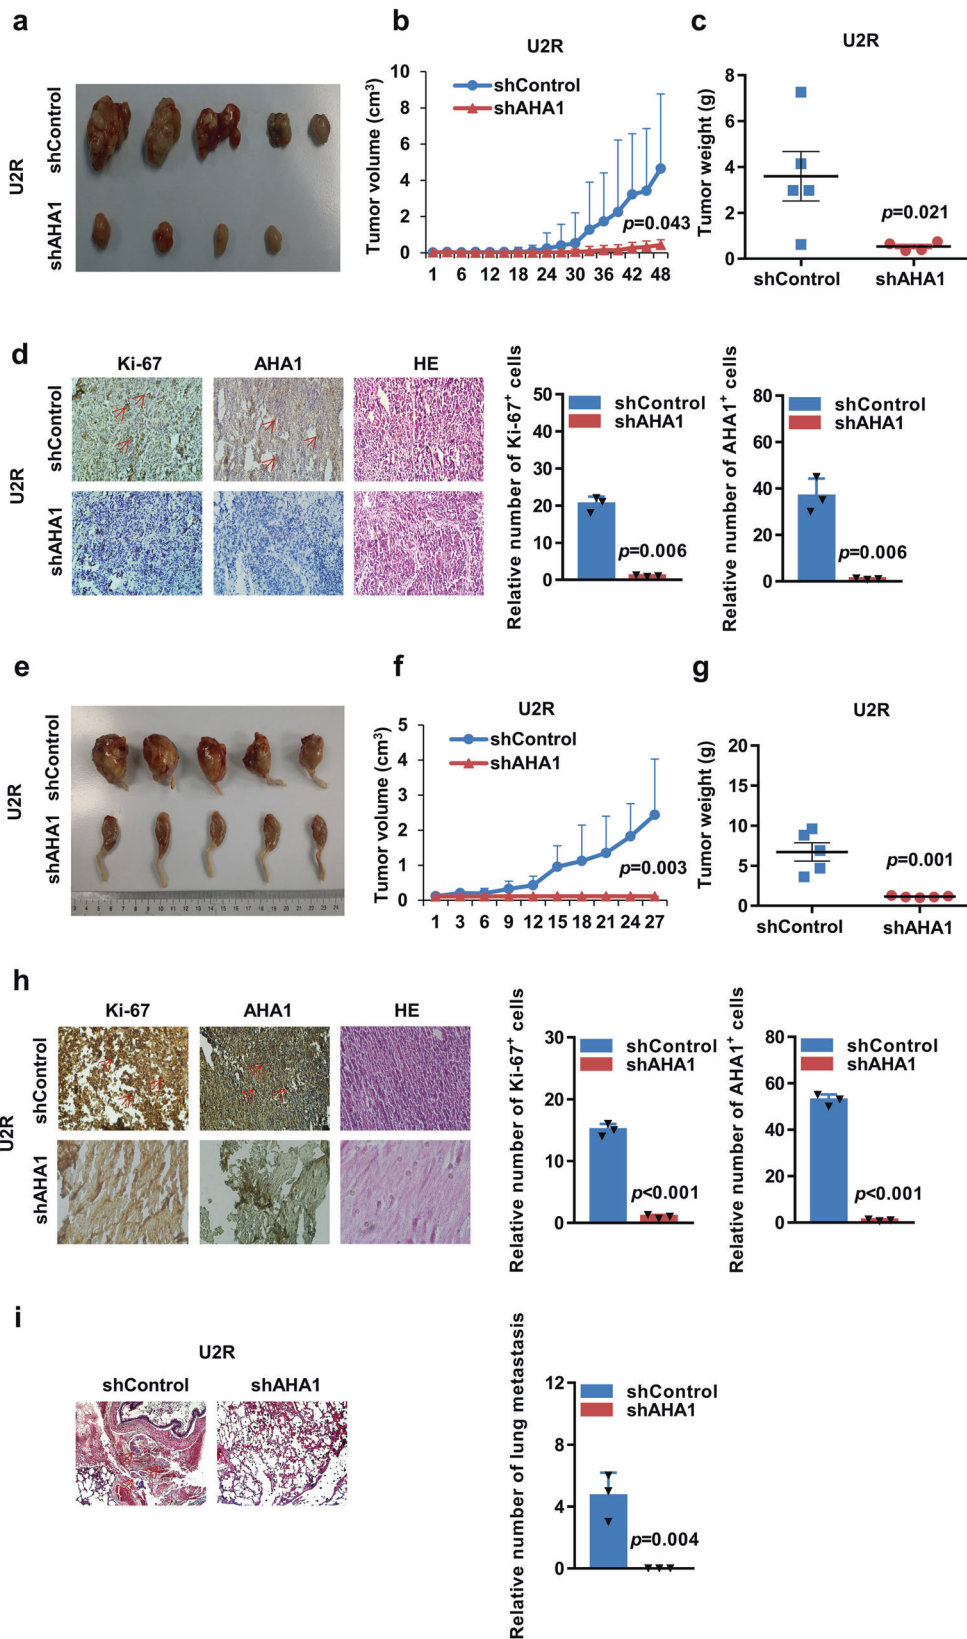 a
U2R
shControl
shAHA1
b
U2R
Tumor volume (cm³)
10
8
6
4
2
0
shControl
shAHA1
p=0.043
1 6 12 18 24 30 36 42 48
c
U2R
Tumor weight (g)
8
6
4
2
0
p=0.021
shControl shAHA1
d
Ki-67 AHA1 HE
U2R
shControl
shAHA1
Relative number of Ki-67⁺ cells
50
40
30
20
10
0
shControl
shAHA1
p=0.006
Relative number of AHA1⁺ cells
80
60
40
20
0
shControl
shAHA1
p=0.006
e
U2R
shControl
shAHA1
f
U2R
Tumor volume (cm³)
5
4
3
2
1
0
shControl
shAHA1
p=0.003
1 3 6 9 12 15 18 21 24 27
g
U2R
Tumor weight (g)
20
15
10
5
0
p=0.001
shControl shAHA1
h
Ki-67 AHA1 HE
U2R
shControl
shAHA1
Relative number of Ki-67⁺ cells
30
20
10
0
shControl
shAHA1
p<0.001
Relative number of AHA1⁺ cells
80
60
40
20
0
shControl
shAHA1
p<0.001
i
U2R
shControl shAHA1
Relative number of lung metastasis
12
8
4
0
shControl
shAHA1
p=0.004